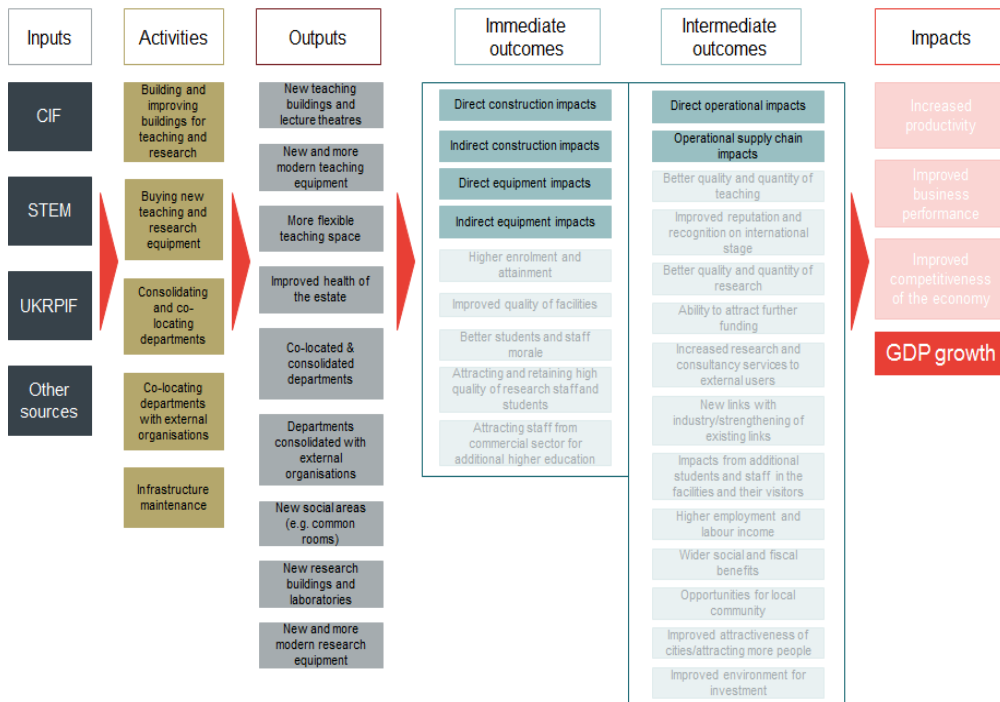 Inputs
Activities
Outputs
Immediate
outcomes
Intermediate
outcomes
Impacts
CIF
STEM
UKRPIF
Other
sources
Building and
improving
buildings for
teaching and
research
Buying new
teaching and
research
equipment
Consolidating
and co-
locating
departments
Co-locating
departments
with external
organisations
Infrastructure
maintenance
New teaching
buildings and
lecture theatres
New and more
modern teaching
equipment
More flexible
teaching space
Improved health of
the estate
Co-located &
consolidated
departments
Departments
consolidated with
external
organisations
New social areas
(e.g. common
rooms)
New research
buildings and
laboratories
New and more
modern research
equipment
Direct construction impacts
Indirect construction impacts
Direct equipment impacts
Indirect equipment impacts
Higher enrolment and
attainment
Improved quality of facilities
Better students and staff
morale
Attracting and retaining high
quality of research staff and
students
Attracting staff from
commercial sector for
additional higher education
Direct operational impacts
Operational supply chain
impacts
Better quality and quantity of
teaching
Improved reputation and
recognition on international
stage
Better quality and quantity of
research
Ability to attract further
funding
Increased research and
consultancy services to
external users
New links with
industry/strengthening of
existing links
Impacts from additional
students and staff in the
facilities and their visitors
Higher employment and
labour income
Wider social and fiscal
benefits
Opportunities for local
community
Improved attractiveness of
cities/attracting more people
Improved environment for
investment
Increased
productivity
Improved
business
performance
Improved
competitiveness
of the economy
GDP growth